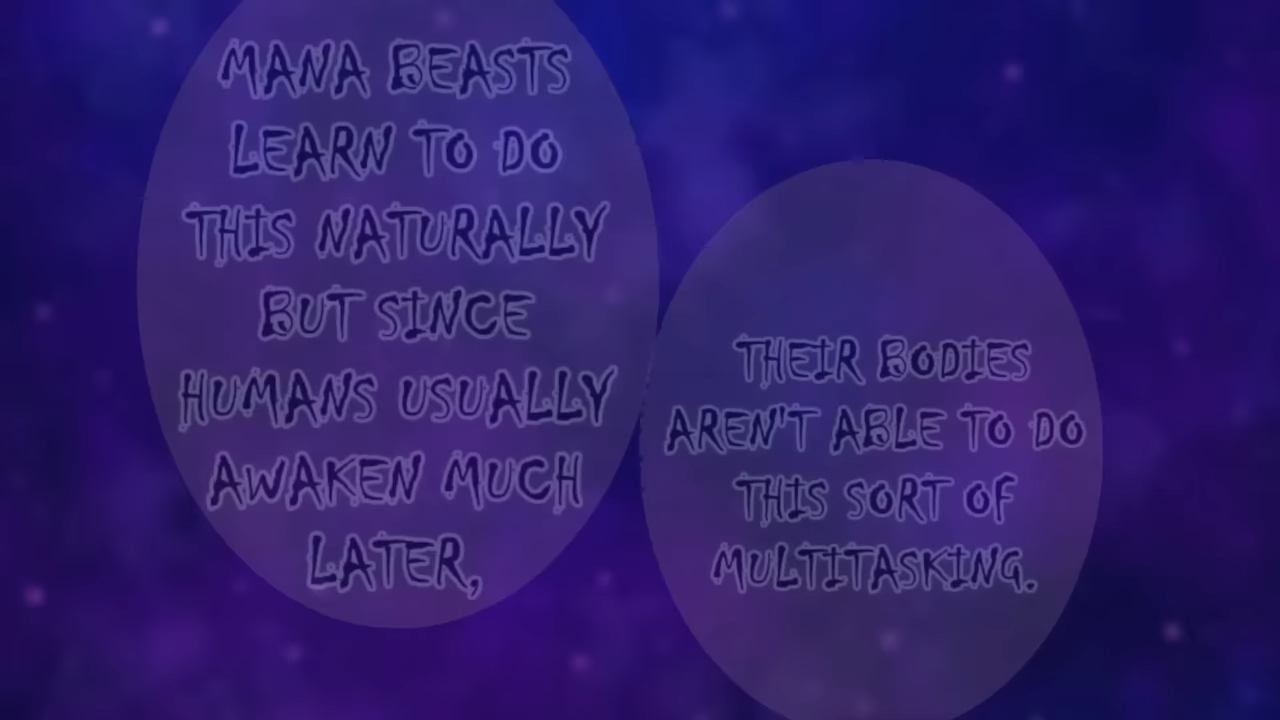 MANA BEASTS
LEARN TO DO
THIS NATURALLY
BUT SINCE
HUMANS USUALLY
AWAKEN MUCH
LATER,
THEIR BODIES
AREN'T ABLE TO DO
THIS SORT OF
MULTITASKING.